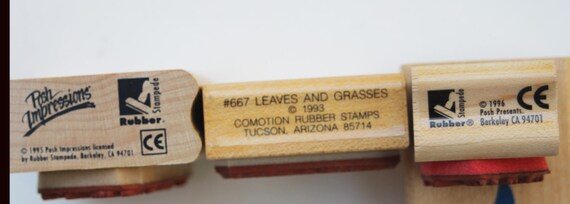 Posh
Impressions
Rubber
Stampede
CE
© 1995 Posh Impressions licensed
by Rubber Stampede, Berkeley, CA 94701
#667 LEAVES AND GRASSES
© 1993
COMOTION RUBBER STAMPS
TUCSON, ARIZONA 85714
Rubber®
Stampede
© 1996
CE
Posh Presents.
Berkeley CA 94701